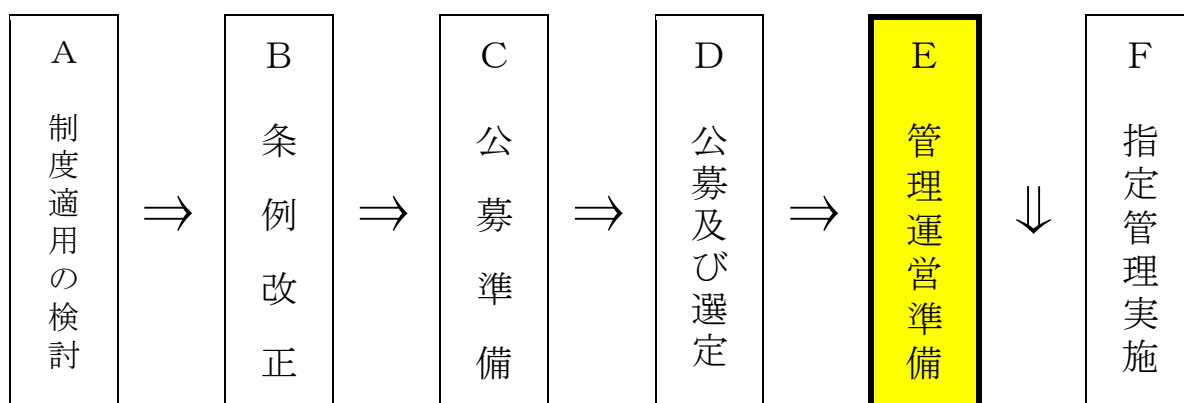 A 制度適用の検討
⇒
B 条例改正
⇒
C 公募準備
⇒
D 公募及び選定
⇒
E 管理運営準備
⇓
F 指定管理実施